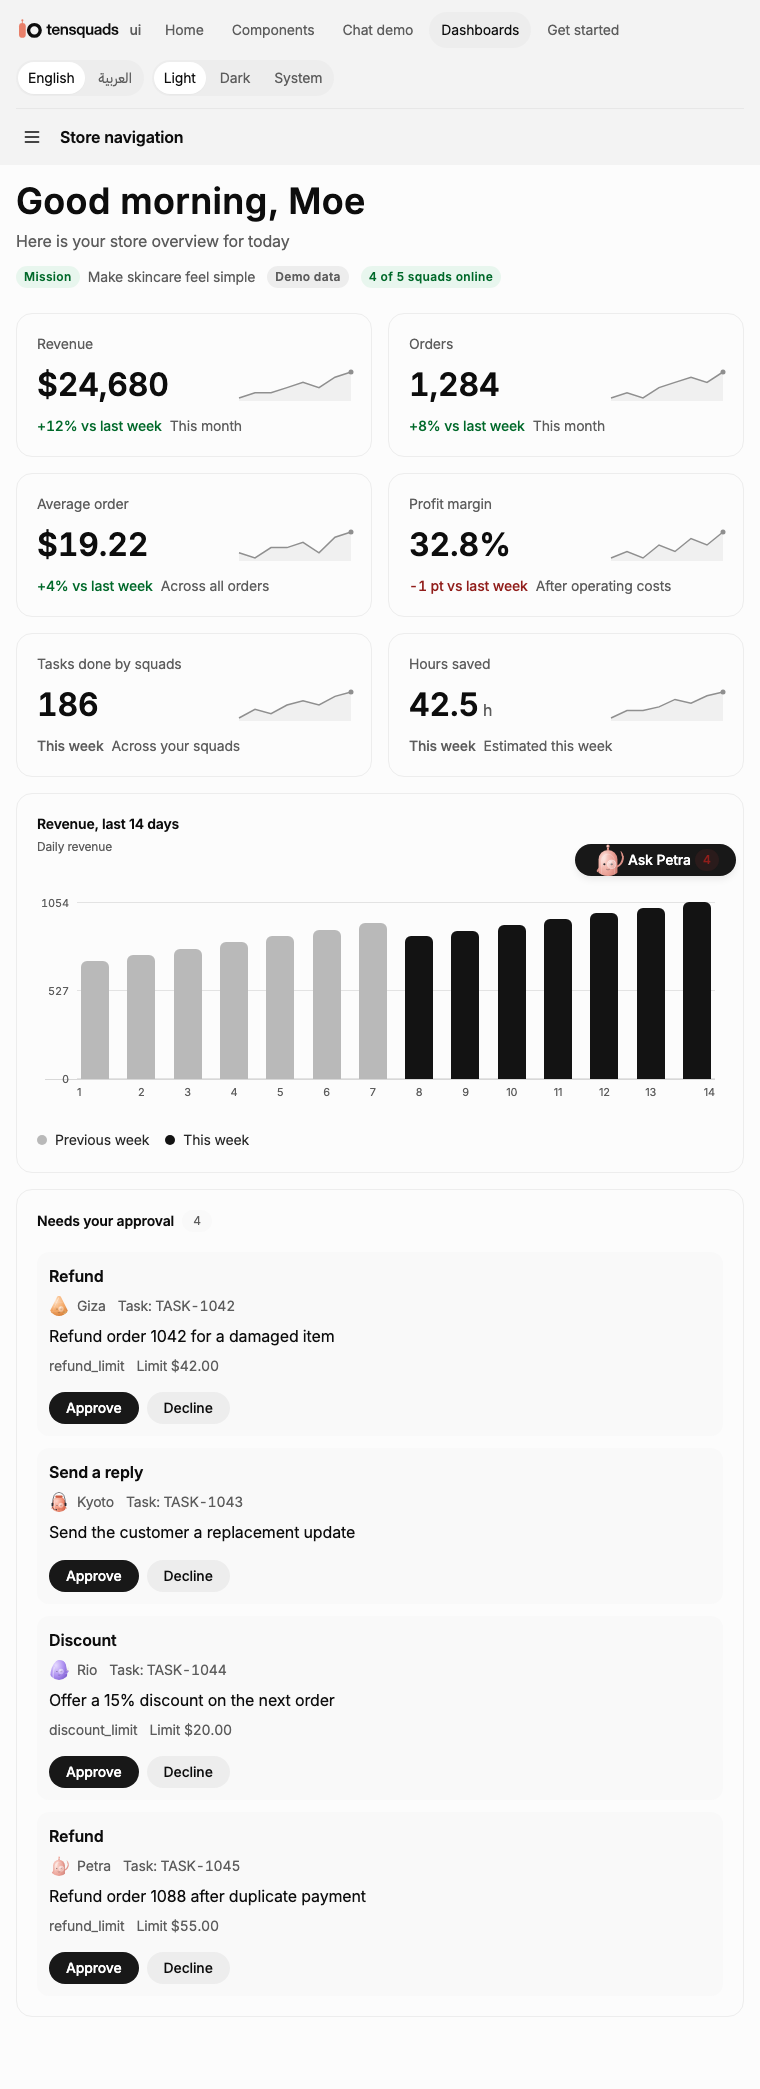 tensquads ui Home Components Chat demo Dashboards Get started
English العربية Light Dark System
Store navigation
Good morning, Moe
Here is your store overview for today
Mission Make skincare feel simple Demo data 4 of 5 squads online
Revenue
$24,680
+12% vs last week This month
Orders
1,284
+8% vs last week This month
Average order
$19.22
+4% vs last week Across all orders
Profit margin
32.8%
-1 pt vs last week After operating costs
Tasks done by squads
186
This week Across your squads
Hours saved
42.5 h
This week Estimated this week
Revenue, last 14 days
Daily revenue
Ask Petra 4
1054
527
0
1 2 3 4 5 6 7 8 9 10 11 12 13 14
Previous week This week
Needs your approval 4
Refund
Giza Task: TASK-1042
Refund order 1042 for a damaged item
refund_limit Limit $42.00
Approve Decline
Send a reply
Kyoto Task: TASK-1043
Send the customer a replacement update
Approve Decline
Discount
Rio Task: TASK-1044
Offer a 15% discount on the next order
discount_limit Limit $20.00
Approve Decline
Refund
Petra Task: TASK-1045
Refund order 1088 after duplicate payment
refund_limit Limit $55.00
Approve Decline